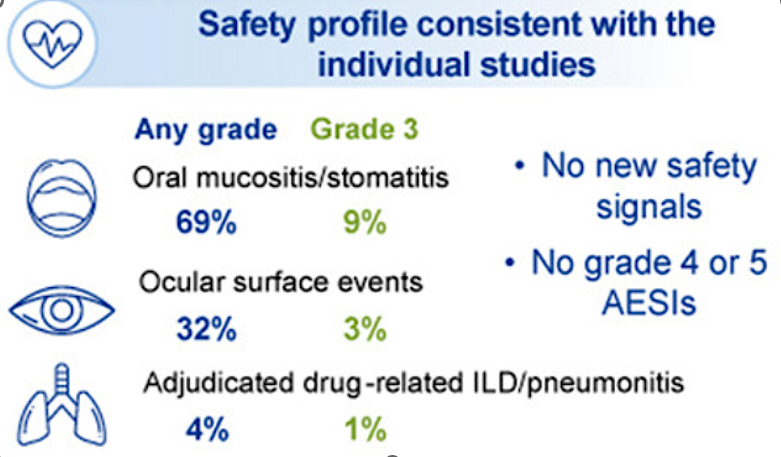 Safety profile consistent with the
individual studies
Any grade Grade 3
Oral mucositis/stomatitis
69% 9%
Ocular surface events
32% 3%
Adjudicated drug-related ILD/pneumonitis
4% 1%
• No new safety
signals
• No grade 4 or 5
AESIs